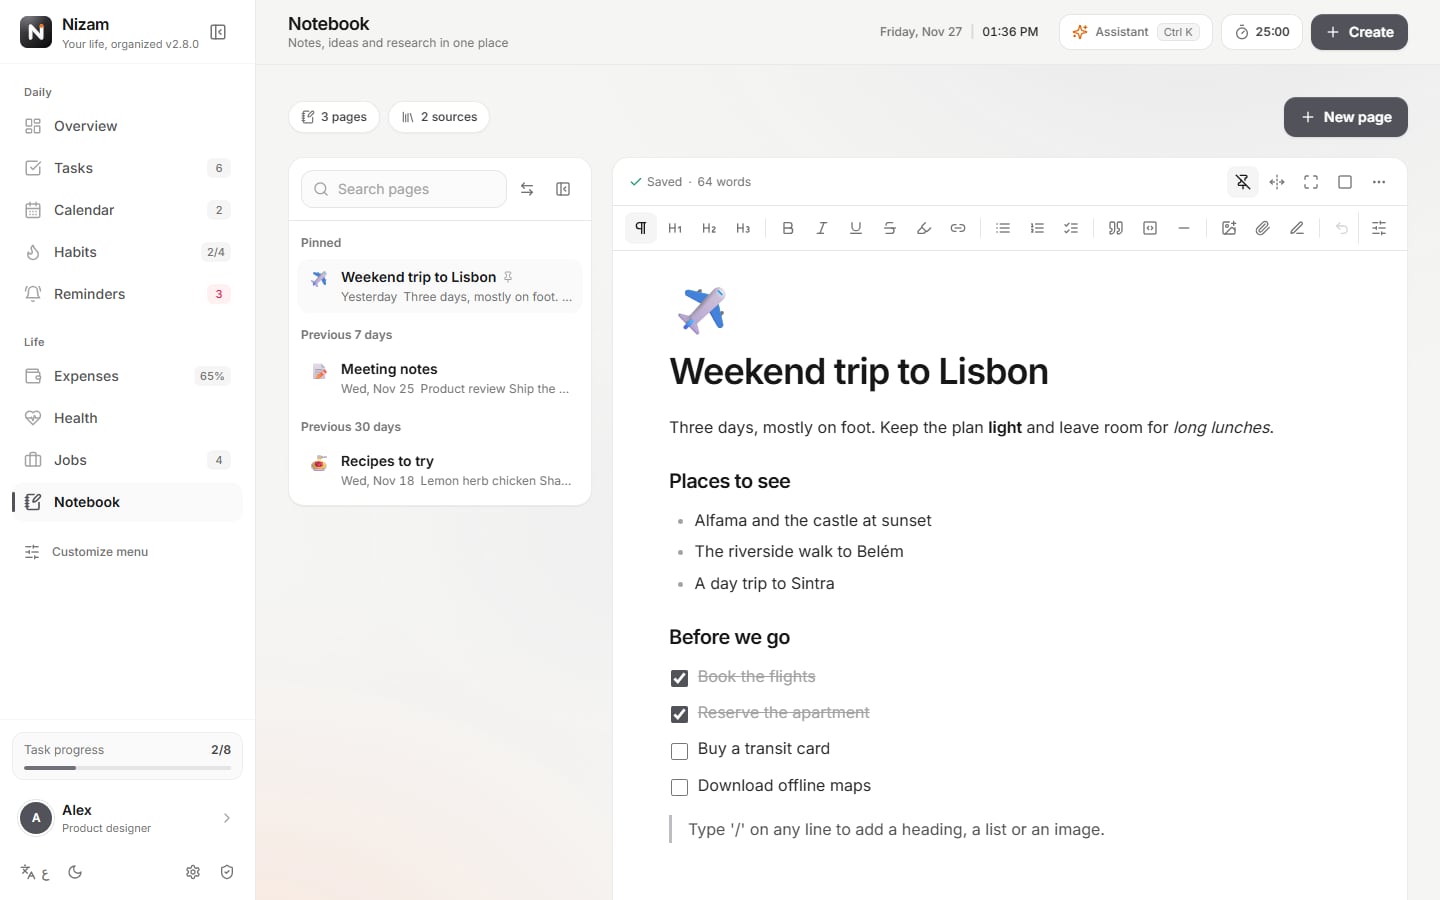 Nizam
Your life, organized v2.8.0
Daily
Overview
Tasks 6
Calendar 2
Habits 2/4
Reminders 3
Life
Expenses 65%
Health
Jobs 4
Notebook
Customize menu
Task progress 2/8
A
Alex
Product designer
Notebook
Notes, ideas and research in one place
Friday, Nov 27 | 01:36 PM
Assistant Ctrl K
25:00
+ Create
3 pages
2 sources
+ New page
Search pages
Pinned
Weekend trip to Lisbon
Yesterday Three days, mostly on foot. ...
Previous 7 days
Meeting notes
Wed, Nov 25 Product review Ship the ...
Previous 30 days
Recipes to try
Wed, Nov 18 Lemon herb chicken Sha...
Saved · 64 words
¶ H1 H2 H3 B I U S
Weekend trip to Lisbon
Three days, mostly on foot. Keep the plan light and leave room for long lunches.
Places to see
• Alfama and the castle at sunset
• The riverside walk to Belém
• A day trip to Sintra
Before we go
Book the flights
Reserve the apartment
Buy a transit card
Download offline maps
Type '/' on any line to add a heading, a list or an image.